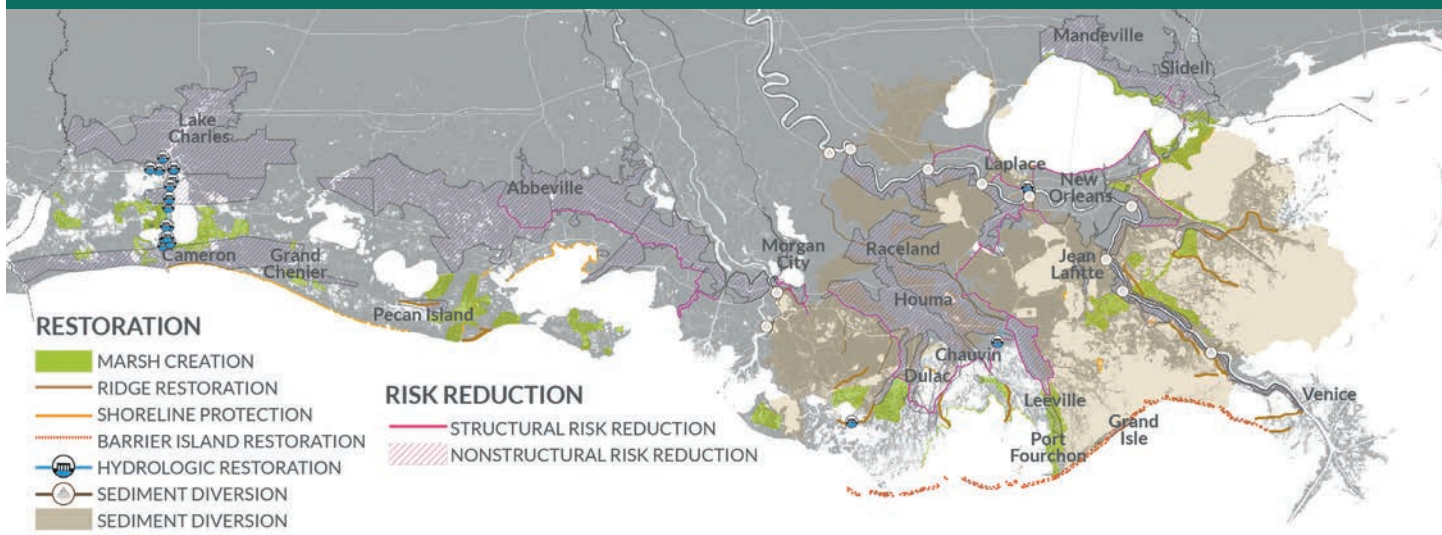 Mandeville
Slidell
Lake
Charles
Laplace
New
Orleans
Abbeville
Raceland
Morgan
City
Jean
Lafitte
Cameron
Grand
Chenier
Houma
Pecan Island
Chauvin
Dulac
Leeville
Venice
Grand
Isle
Port
Fourchon
RESTORATION
MARSH CREATION
RIDGE RESTORATION
SHORELINE PROTECTION
BARRIER ISLAND RESTORATION
HYDROLOGIC RESTORATION
SEDIMENT DIVERSION
SEDIMENT DIVERSION
RISK REDUCTION
STRUCTURAL RISK REDUCTION
NONSTRUCTURAL RISK REDUCTION